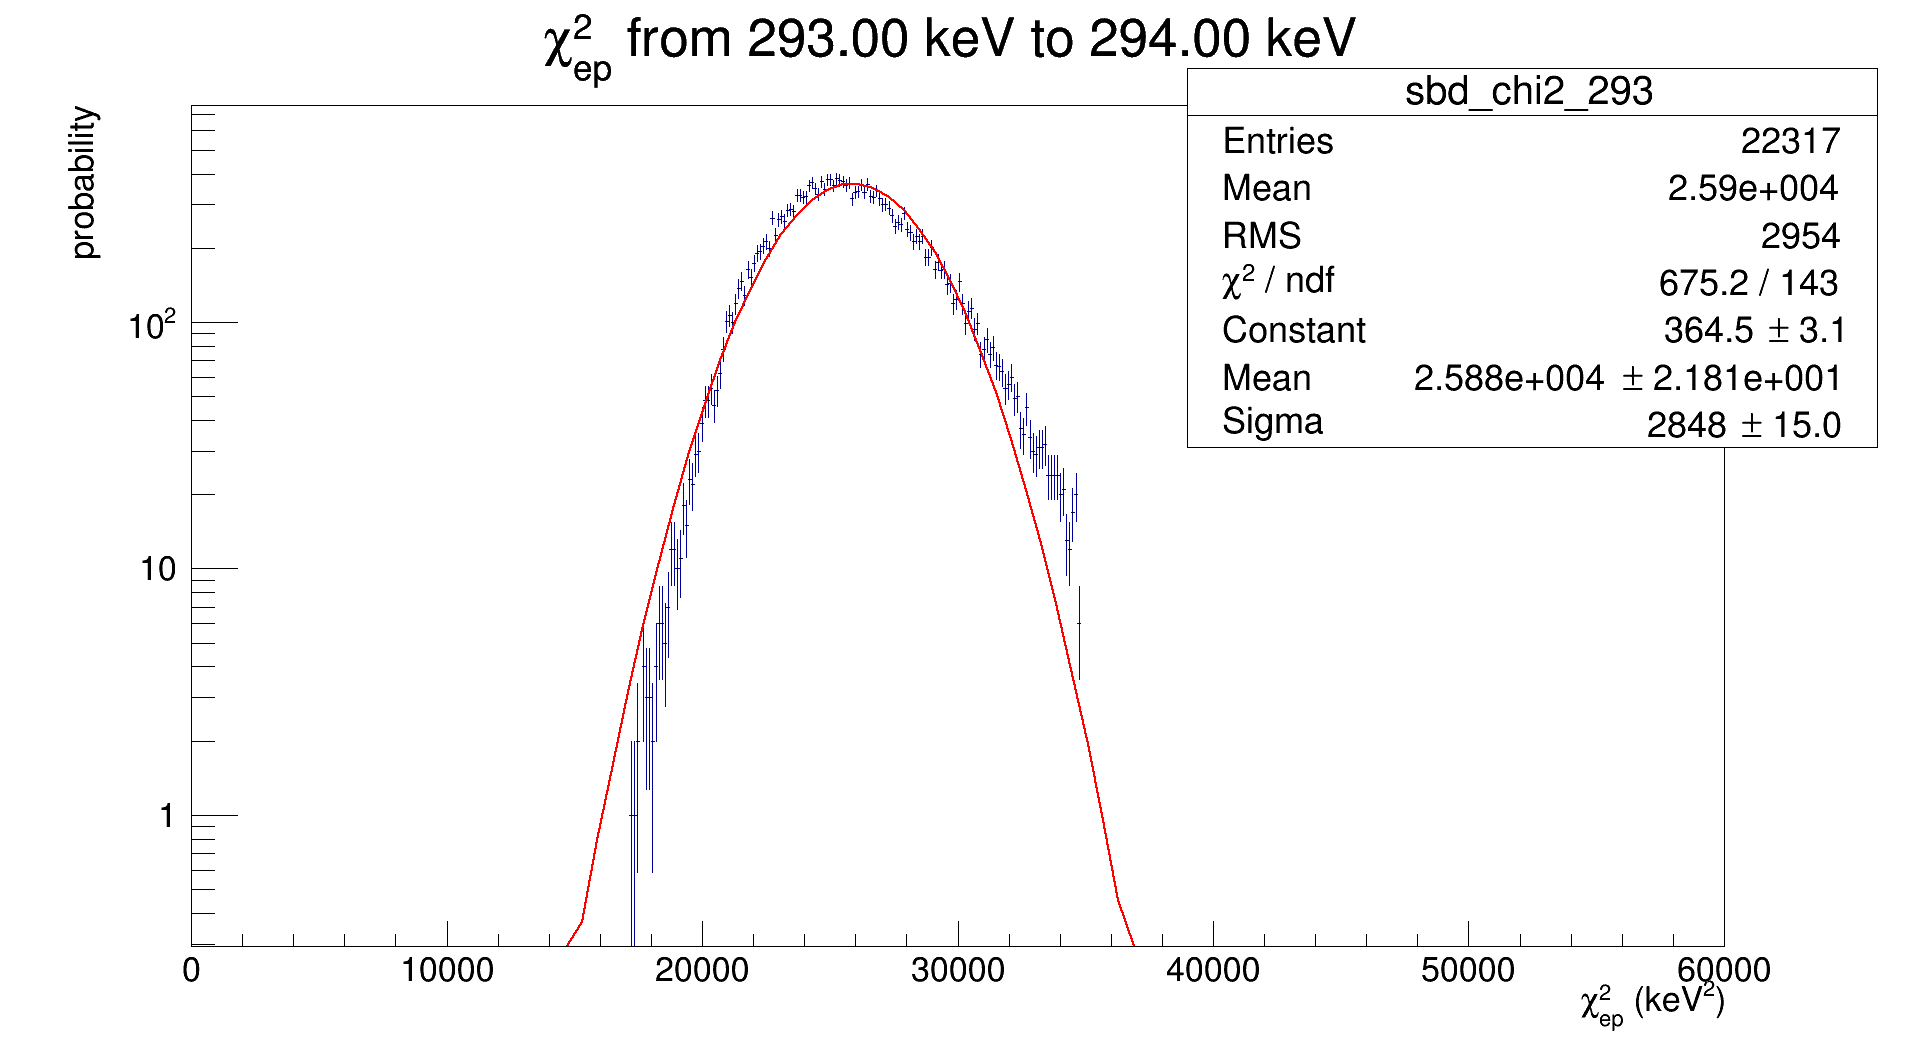 χ²ep from 293.00 keV to 294.00 keV
sbd_chi2_293
Entries 22317
Mean 2.59e+004
RMS 2954
χ² / ndf 675.2 / 143
Constant 364.5 ± 3.1
Mean 2.588e+004 ± 2.181e+001
Sigma 2848 ± 15.0
probability
10²
10
1
0 10000 20000 30000 40000 50000 60000
χ²ep (keV²)